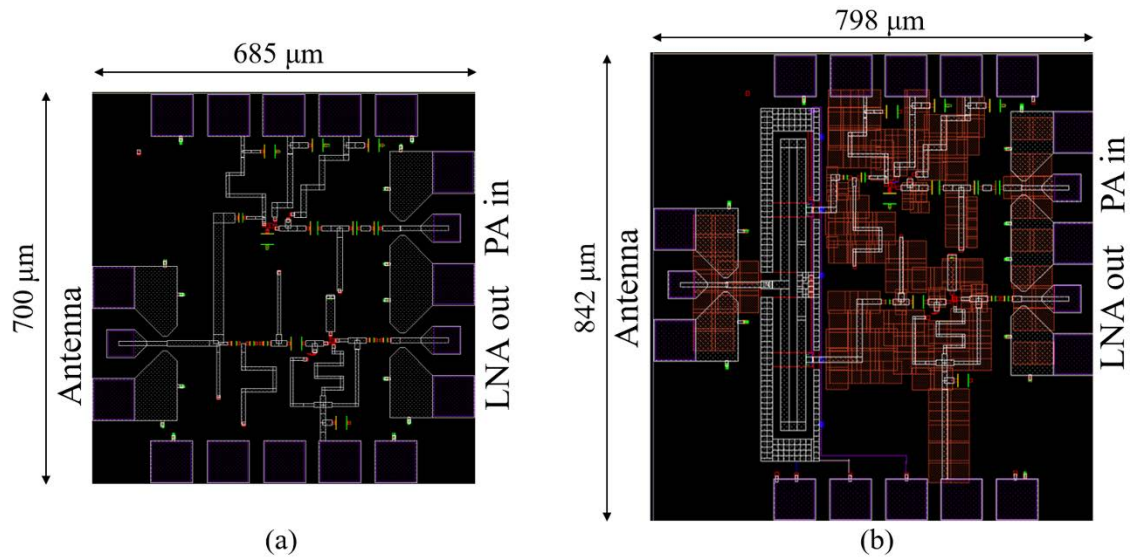 685 μm
700 μm
Antenna
PA in
LNA out
(a)
798 μm
842 μm
Antenna
PA in
LNA out
(b)